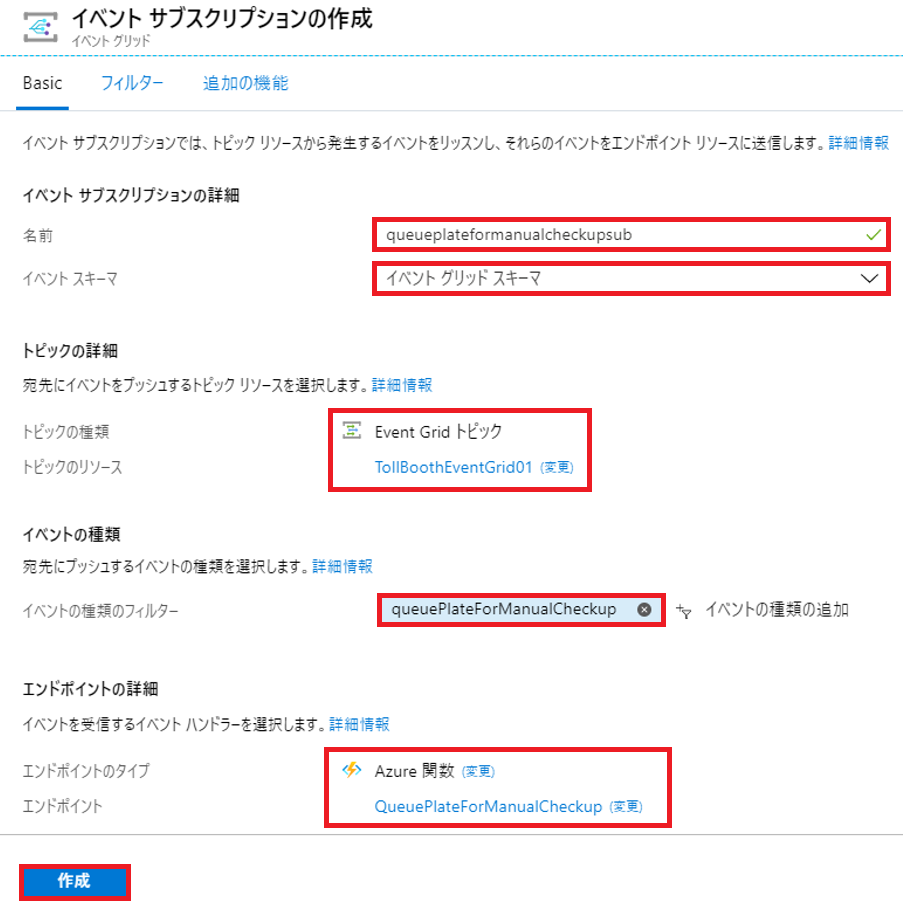 イベント サブスクリプションの作成
イベント グリッド
Basic フィルター 追加の機能
イベント サブスクリプションでは、トピック リソースから発生するイベントをリッスンし、それらのイベントをエンドポイント リソースに送信します。詳細情報
イベント サブスクリプションの詳細
名前 queueplateformanualcheckupsub
イベント スキーマ イベント グリッド スキーマ
トピックの詳細
宛先にイベントをプッシュするトピック リソースを選択します。詳細情報
トピックの種類 Event Grid トピック
トピックのリソース TollBoothEventGrid01 (変更)
イベントの種類
宛先にプッシュするイベントの種類を選択します。詳細情報
イベントの種類のフィルター queuePlateForManualCheckup イベントの種類の追加
エンドポイントの詳細
イベントを受信するイベント ハンドラーを選択します。詳細情報
エンドポイントのタイプ Azure 関数 (変更)
エンドポイント QueuePlateForManualCheckup (変更)
作成